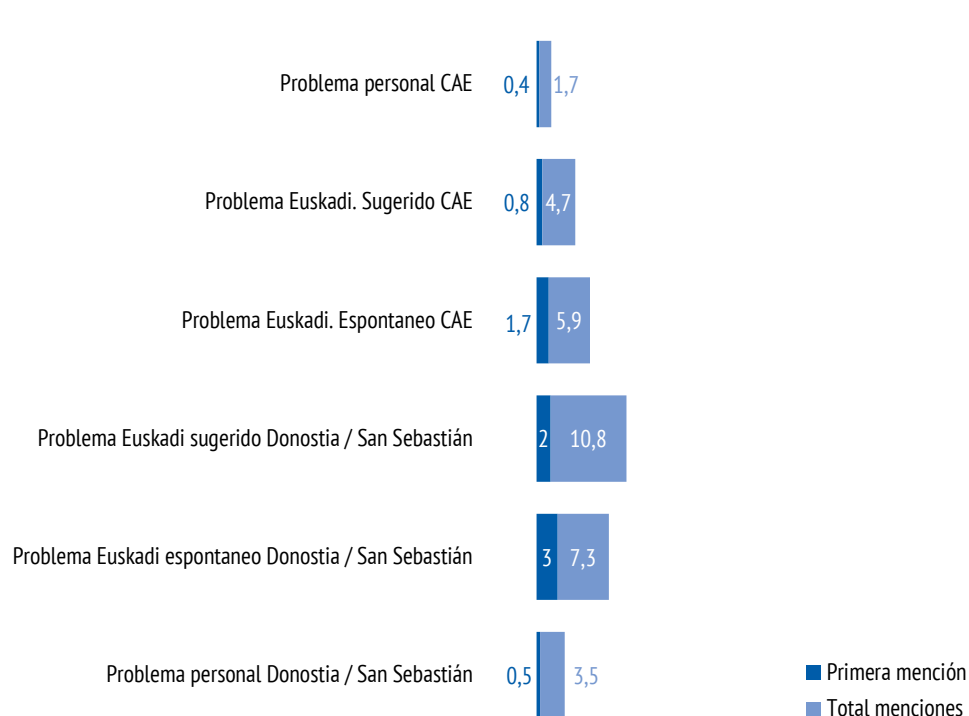 Problema personal CAE 0,4 1,7
Problema Euskadi. Sugerido CAE 0,8 4,7
Problema Euskadi. Espontaneo CAE 1,7 5,9
Problema Euskadi sugerido Donostia / San Sebastián 2 10,8
Problema Euskadi espontaneo Donostia / San Sebastián 3 7,3
Problema personal Donostia / San Sebastián 0,5 3,5
Primera mención
Total menciones